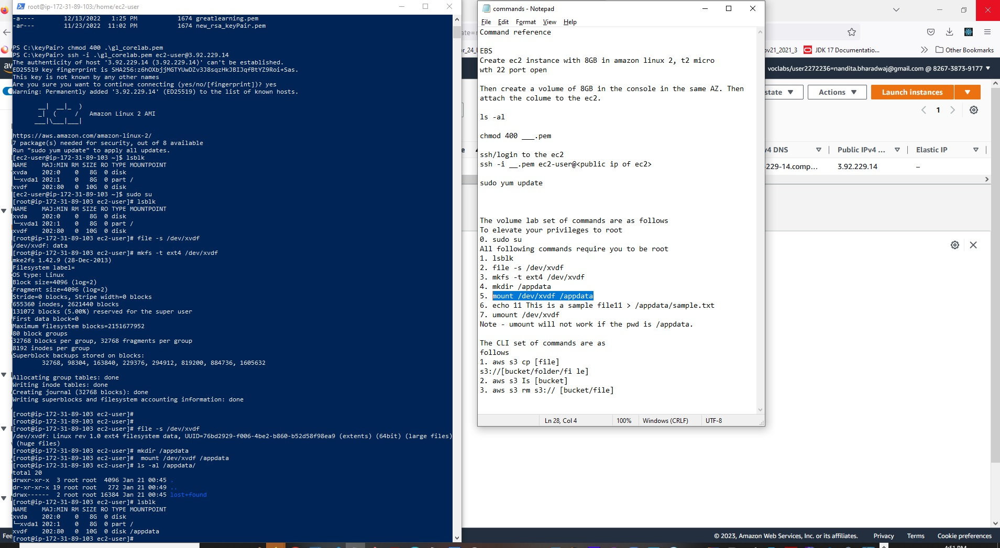 root@ip-172-31-89-103:/home/ec2-user
-a----        12/13/2022   1:25 PM           1674 greatlearning.pem
-ar---        11/23/2022  11:02 PM           1674 new_rsa_keyPair.pem
PS C:\keyPair> chmod 400 .\gl_corelab.pem
PS C:\keyPair> ssh -i .\gl_corelab.pem ec2-user@3.92.229.14
The authenticity of host '3.92.229.14 (3.92.229.14)' can't be established.
ED25519 key fingerprint is SHA256:z6hOXbjjMGTYUwDZv3J8sqzHkJBIJqfBtYZ9Roi+Sas.
This key is not known by any other names
Are you sure you want to continue connecting (yes/no/[fingerprint])? yes
Warning: Permanently added '3.92.229.14' (ED25519) to the list of known hosts.
       __|  __|_  )
       _|  (     /   Amazon Linux 2 AMI
      ___|\___|___|
https://aws.amazon.com/amazon-linux-2/
7 package(s) needed for security, out of 8 available
Run "sudo yum update" to apply all updates.
[ec2-user@ip-172-31-89-103 ~]$ lsblk
NAME    MAJ:MIN RM SIZE RO TYPE MOUNTPOINT
xvda    202:0    0   8G  0 disk
└─xvda1 202:1    0   8G  0 part /
xvdf    202:80   0  10G  0 disk
[ec2-user@ip-172-31-89-103 ~]$ sudo su
[root@ip-172-31-89-103 ec2-user]# lsblk
NAME    MAJ:MIN RM SIZE RO TYPE MOUNTPOINT
xvda    202:0    0   8G  0 disk
└─xvda1 202:1    0   8G  0 part /
xvdf    202:80   0  10G  0 disk
[root@ip-172-31-89-103 ec2-user]# file -s /dev/xvdf
/dev/xvdf: data
[root@ip-172-31-89-103 ec2-user]# mkfs -t ext4 /dev/xvdf
mke2fs 1.42.9 (28-Dec-2013)
Filesystem label=
OS type: Linux
Block size=4096 (log=2)
Fragment size=4096 (log=2)
Stride=0 blocks, Stripe width=0 blocks
655360 inodes, 2621440 blocks
131072 blocks (5.00%) reserved for the super user
First data block=0
Maximum filesystem blocks=2151677952
80 block groups
32768 blocks per group, 32768 fragments per group
8192 inodes per group
Superblock backups stored on blocks:
        32768, 98304, 163840, 229376, 294912, 819200, 884736, 1605632
Allocating group tables: done
Writing inode tables: done
Creating journal (32768 blocks): done
Writing superblocks and filesystem accounting information: done
[root@ip-172-31-89-103 ec2-user]#
[root@ip-172-31-89-103 ec2-user]#
[root@ip-172-31-89-103 ec2-user]# file -s /dev/xvdf
/dev/xvdf: Linux rev 1.0 ext4 filesystem data, UUID=76bd2929-f006-4be2-b860-b52d58f98ea9 (extents) (64bit) (large files)
 (huge files)
[root@ip-172-31-89-103 ec2-user]# mkdir /appdata
[root@ip-172-31-89-103 ec2-user]#  mount /dev/xvdf /appdata
[root@ip-172-31-89-103 ec2-user]# ls -al /appdata/
total 20
drwxr-xr-x  3 root root  4096 Jan 21 00:45 .
dr-xr-xr-x 19 root root   272 Jan 21 00:49 ..
drwx------  2 root root 16384 Jan 21 00:45 lost+found
[root@ip-172-31-89-103 ec2-user]# lsblk
NAME    MAJ:MIN RM SIZE RO TYPE MOUNTPOINT
xvda    202:0    0   8G  0 disk
└─xvda1 202:1    0   8G  0 part /
xvdf    202:80   0  10G  0 disk /appdata
[root@ip-172-31-89-103 ec2-user]#
commands - Notepad
File Edit Format View Help
Command reference
EBS
Create ec2 instance with 8GB in amazon linux 2, t2 micro
wth 22 port open
Then create a volume of 8GB in the console in the same AZ. Then
attach the colume to the ec2.
ls -al
chmod 400 ___.pem
ssh/login to the ec2
ssh -i __.pem ec2-user@<public ip of ec2>
sudo yum update
The volume lab set of commands are as follows
To elevate your privileges to root
0. sudo su
All following commands require you to be root
1. lsblk
2. file -s /dev/xvdf
3. mkfs -t ext4 /dev/xvdf
4. mkdir /appdata
5. mount /dev/xvdf /appdata
6. echo 11 This is a sample file11 > /appdata/sample.txt
7. umount /dev/xvdf
Note - umount will not work if the pwd is /appdata.
The CLI set of commands are as
follows
1. aws s3 cp [file]
s3://[bucket/folder/fi le]
2. aws s3 Is [bucket]
3. aws s3 rm s3:// [bucket/file]
Ln 28, Col 4 100% Windows (CRLF) UTF-8
ov21_2021_3 JDK 17 Documentatio... Other Bookmarks
voclabs/user2272236=nandita.bharadwaj@gmail.com @ 8267-3873-9177
state Actions Launch instances
1
v4 DNS Public IPv4 ... Elastic IP
-229-14.comp... 3.92.229.14 –
Fee
© 2023, Amazon Web Services, Inc. or its affiliates. Privacy Terms Cookie preferences